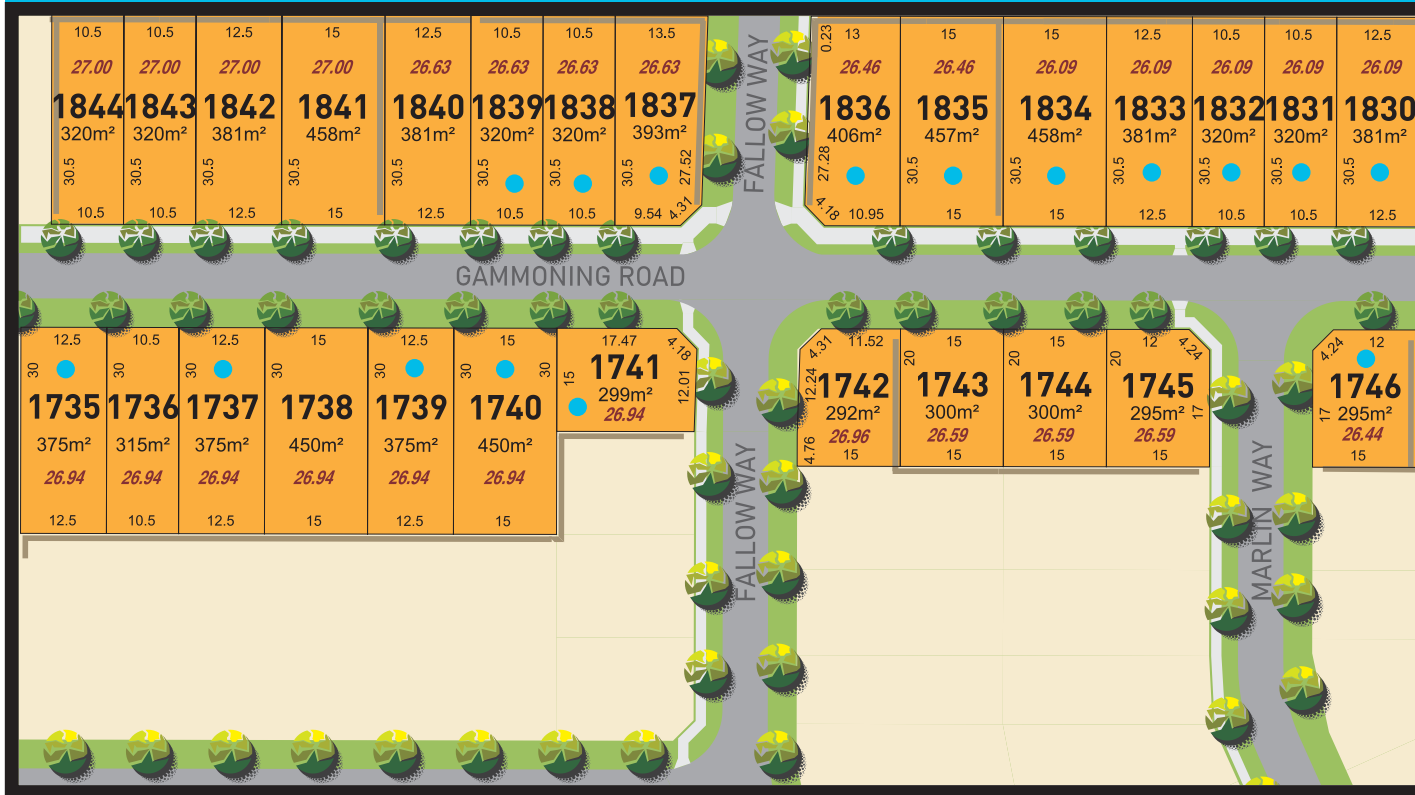 10.5 10.5 12.5 15 12.5 10.5 10.5 13.5
27.00 27.00 27.00 27.00 26.63 26.63 26.63 26.63
1844 1843 1842 1841 1840 1839 1838 1837
320m² 320m² 381m² 458m² 381m² 320m² 320m² 393m²
30.5 30.5 30.5 30.5 30.5 30.5 30.5 27.52
10.5 10.5 12.5 15 12.5 10.5 10.5 9.54 4.31
FALLOW WAY
0.23 13 15 15 12.5 10.5 10.5 12.5
26.46 26.46 26.09 26.09 26.09 26.09 26.09
1836 1835 1834 1833 1832 1831 1830
406m² 457m² 458m² 381m² 320m² 320m² 381m²
27.28 30.5 30.5 30.5 30.5 30.5 30.5
4.18 10.95 15 15 12.5 10.5 10.5 12.5
GAMMONING ROAD
12.5 10.5 12.5 15 12.5 15 17.47 4.18
30 30 30 30 30 30 30 15 12.01
1735 1736 1737 1738 1739 1740 1741
375m² 315m² 375m² 450m² 375m² 450m² 299m²
26.94 26.94 26.94 26.94 26.94 26.94 26.94
12.5 10.5 12.5 15 12.5 15
FALLOW WAY
4.31 11.52 15 15 12 4.24
12.24 20 20 20 17
1742 1743 1744 1745
292m² 300m² 300m² 295m²
26.96 26.59 26.59 26.59
4.76 15 15 15 15
MARLIN WAY
4.24 12
1746
295m²
17 26.44
15